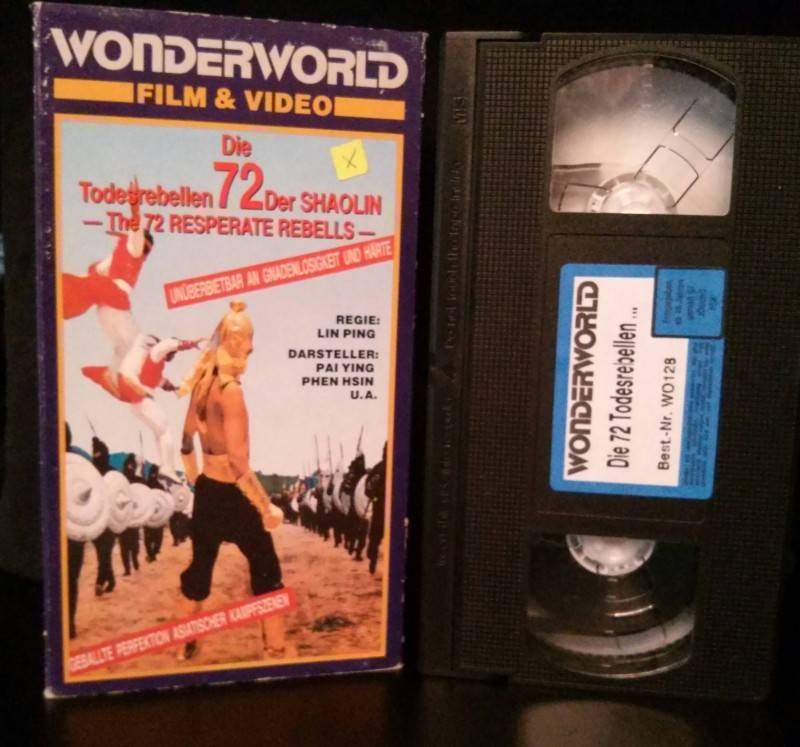 WONDERWORLD
FILM & VIDEO
Die
Todesrebellen 72 Der SHAOLIN
— The 72 RESPERATE REBELLS —
UNÜBERBIETBAR AN GNADENLOSIGKEIT UND HÄRTE
REGIE:
LIN PING
DARSTELLER:
PAI YING
PHEN HSIN
U.A.
GEBALLTE PERFEKTION ASIATISCHER KAMPFSZENEN
WONDERWORLD
Die 72 Todesrebellen ...
Best.-Nr. WO128